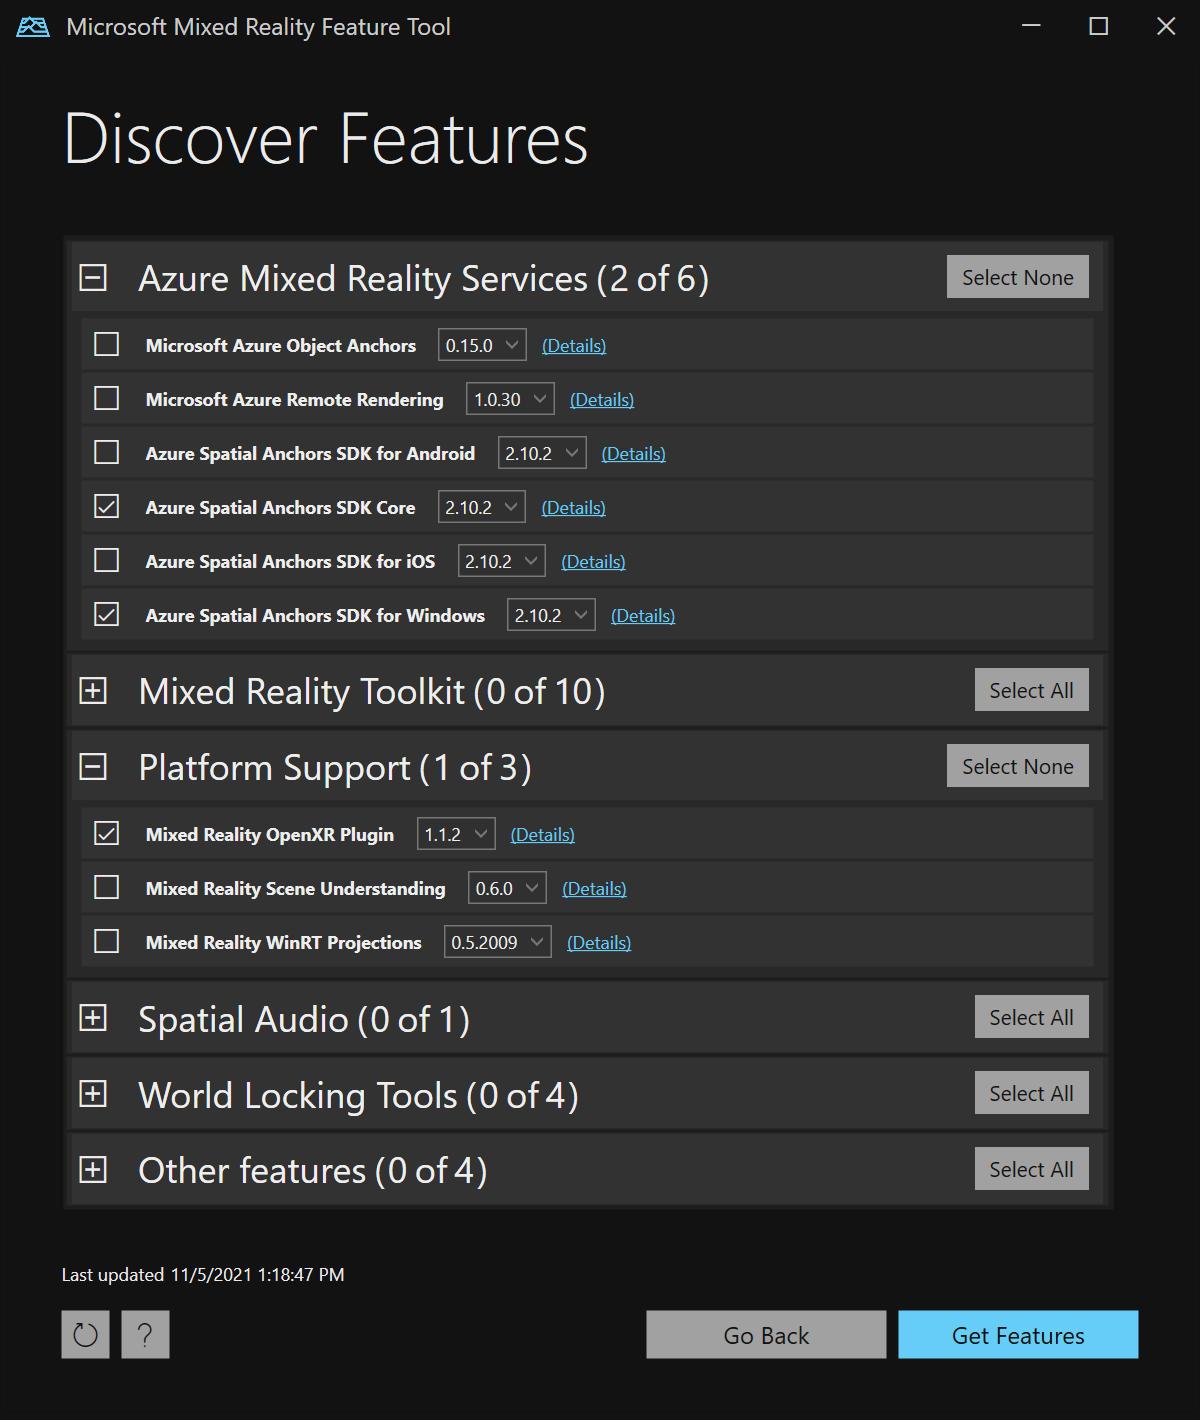 Microsoft Mixed Reality Feature Tool
Discover Features
Azure Mixed Reality Services (2 of 6) Select None
Microsoft Azure Object Anchors 0.15.0 (Details)
Microsoft Azure Remote Rendering 1.0.30 (Details)
Azure Spatial Anchors SDK for Android 2.10.2 (Details)
Azure Spatial Anchors SDK Core 2.10.2 (Details)
Azure Spatial Anchors SDK for iOS 2.10.2 (Details)
Azure Spatial Anchors SDK for Windows 2.10.2 (Details)
Mixed Reality Toolkit (0 of 10) Select All
Platform Support (1 of 3) Select None
Mixed Reality OpenXR Plugin 1.1.2 (Details)
Mixed Reality Scene Understanding 0.6.0 (Details)
Mixed Reality WinRT Projections 0.5.2009 (Details)
Spatial Audio (0 of 1) Select All
World Locking Tools (0 of 4) Select All
Other features (0 of 4) Select All
Last updated 11/5/2021 1:18:47 PM
? Go Back Get Features